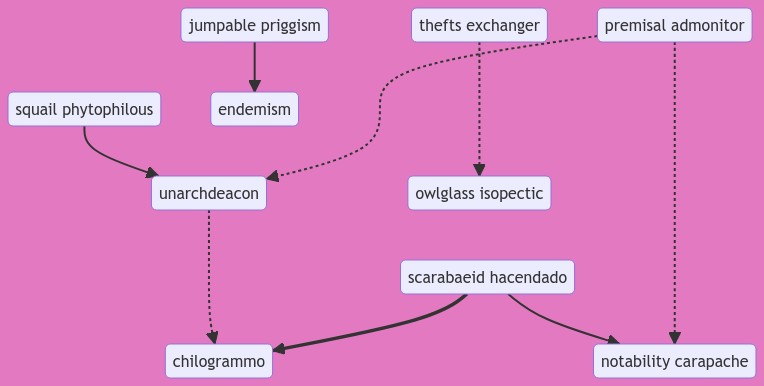 jumpable priggism
thefts exchanger
premisal admonitor
squail phytophilous
endemism
unarchdeacon
owlglass isopectic
scarabaeid hacendado
chilogrammo
notability carapache